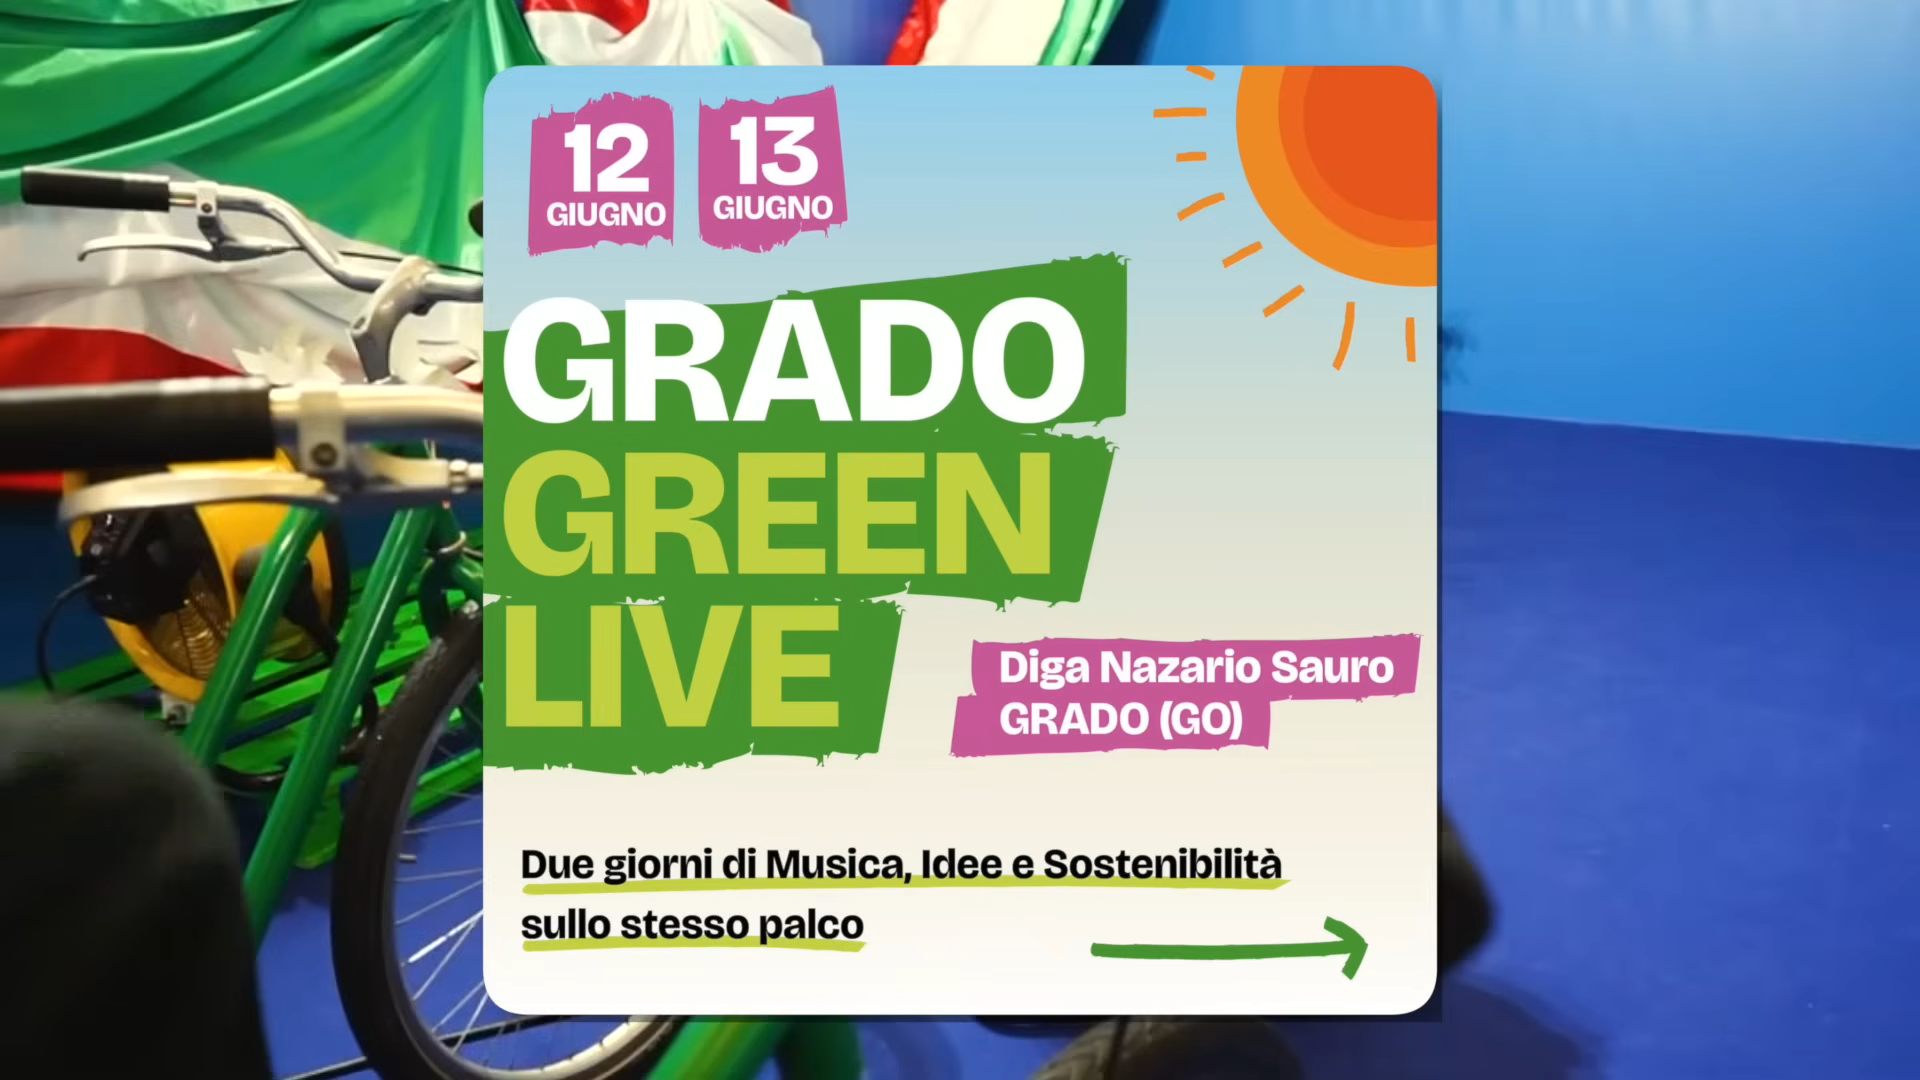 12
GIUGNO
13
GIUGNO
GRADO
GREEN
LIVE
Diga Nazario Sauro
GRADO (GO)
Due giorni di Musica, Idee e Sostenibilità
sullo stesso palco